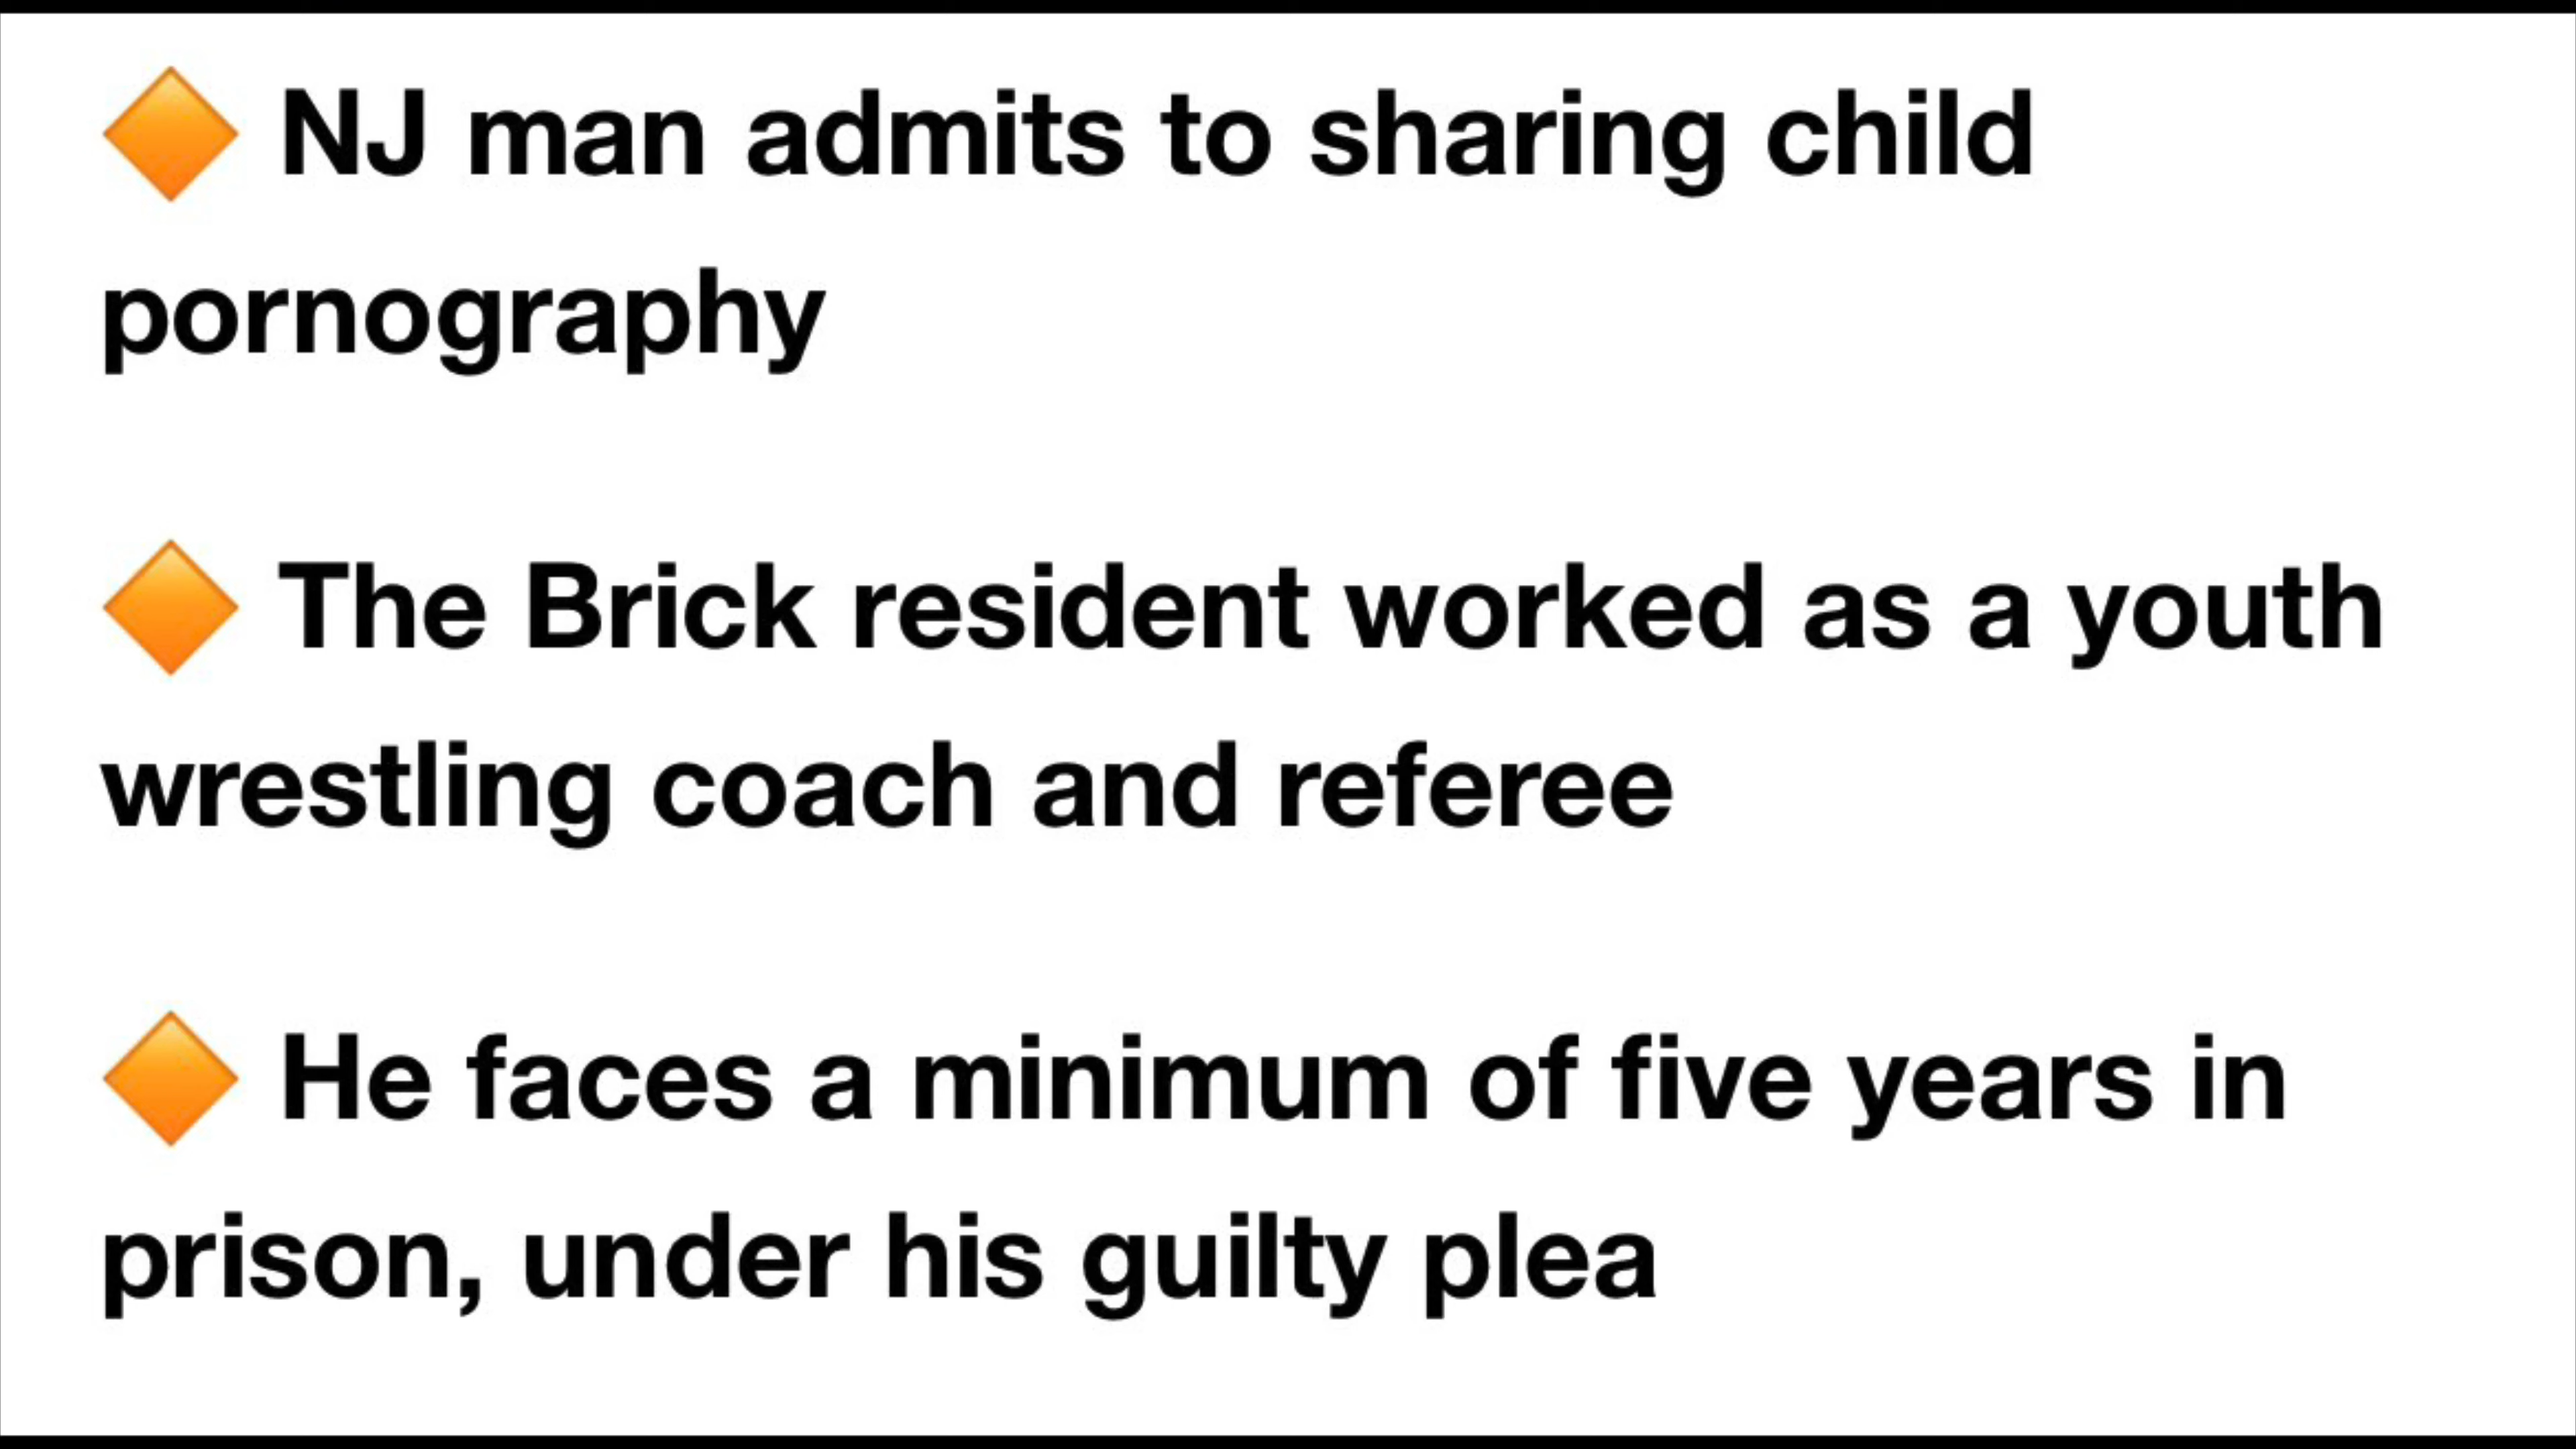 🔶 NJ man admits to sharing child
pornography
🔶 The Brick resident worked as a youth
wrestling coach and referee
🔶 He faces a minimum of five years in
prison, under his guilty plea